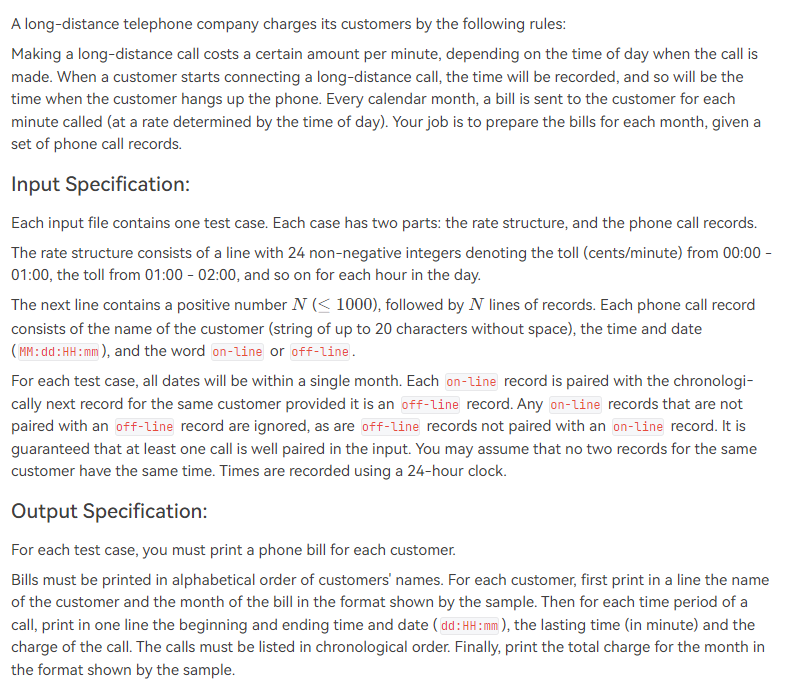 A long-distance telephone company charges its customers by the following rules:
Making a long-distance call costs a certain amount per minute, depending on the time of day when the call is
made. When a customer starts connecting a long-distance call, the time will be recorded, and so will be the
time when the customer hangs up the phone. Every calendar month, a bill is sent to the customer for each
minute called (at a rate determined by the time of day). Your job is to prepare the bills for each month, given a
set of phone call records.
Input Specification:
Each input file contains one test case. Each case has two parts: the rate structure, and the phone call records.
The rate structure consists of a line with 24 non-negative integers denoting the toll (cents/minute) from 00:00 -
01:00, the toll from 01:00 - 02:00, and so on for each hour in the day.
The next line contains a positive number N (≤ 1000), followed by N lines of records. Each phone call record
consists of the name of the customer (string of up to 20 characters without space), the time and date
(MM:dd:HH:mm), and the word on-line or off-line.
For each test case, all dates will be within a single month. Each on-line record is paired with the chronologi-
cally next record for the same customer provided it is an off-line record. Any on-line records that are not
paired with an off-line record are ignored, as are off-line records not paired with an on-line record. It is
guaranteed that at least one call is well paired in the input. You may assume that no two records for the same
customer have the same time. Times are recorded using a 24-hour clock.
Output Specification:
For each test case, you must print a phone bill for each customer.
Bills must be printed in alphabetical order of customers' names. For each customer, first print in a line the name
of the customer and the month of the bill in the format shown by the sample. Then for each time period of a
call, print in one line the beginning and ending time and date (dd:HH:mm), the lasting time (in minute) and the
charge of the call. The calls must be listed in chronological order. Finally, print the total charge for the month in
the format shown by the sample.